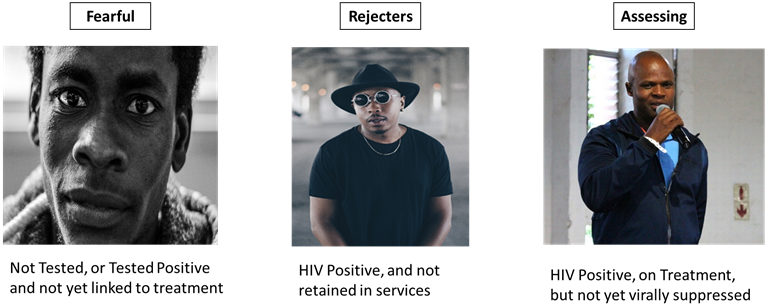 Fearful
Rejecters
Assessing
Not Tested, or Tested Positive
and not yet linked to treatment
HIV Positive, and not
retained in services
HIV Positive, on Treatment,
but not yet virally suppressed